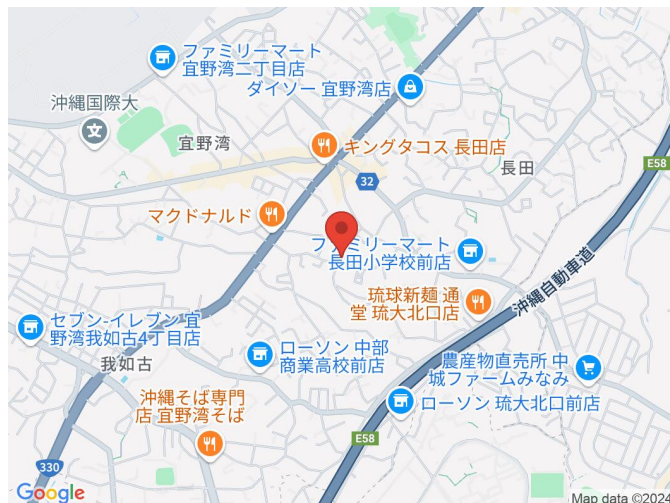 ファミリーマート
宜野湾二丁目店
ダイソー 宜野湾店
沖縄国際大
宜野湾
キングタコス 長田店
長田
E58
32
マクドナルド
ファミリーマート
長田小学校前店
沖縄自動車道
琉球新麺 通
堂 琉大北口店
セブン-イレブン 宜
野湾我如古4丁目店
我如古
ローソン 中部
商業高校前店
農産物直売所 中
城ファームみなみ
沖縄そば専門
店 宜野湾そば
ローソン 琉大北口前店
E58
330
Google
Map data ©2024